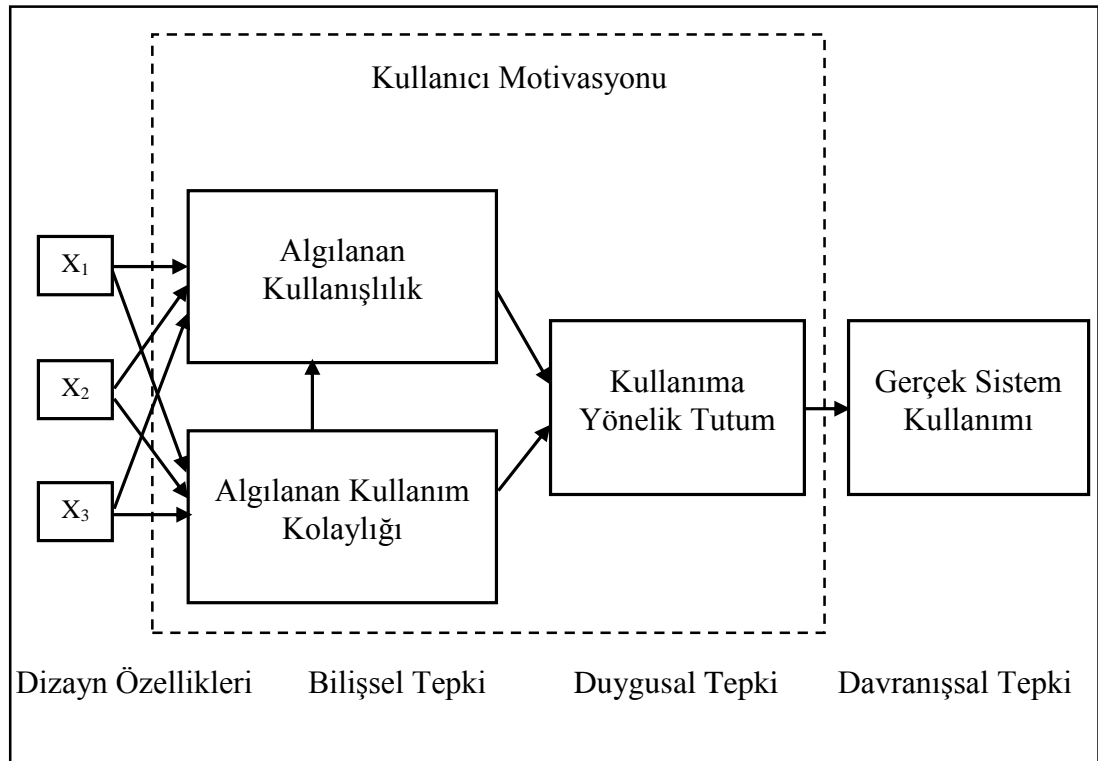 Kullanıcı Motivasyonu
Algılanan
Kullanışlılık
X₁
X₂
X₃
Algılanan Kullanım
Kolaylığı
Kullanıma
Yönelik Tutum
Gerçek Sistem
Kullanımı
Dizayn Özellikleri
Bilişsel Tepki
Duygusal Tepki
Davranışsal Tepki